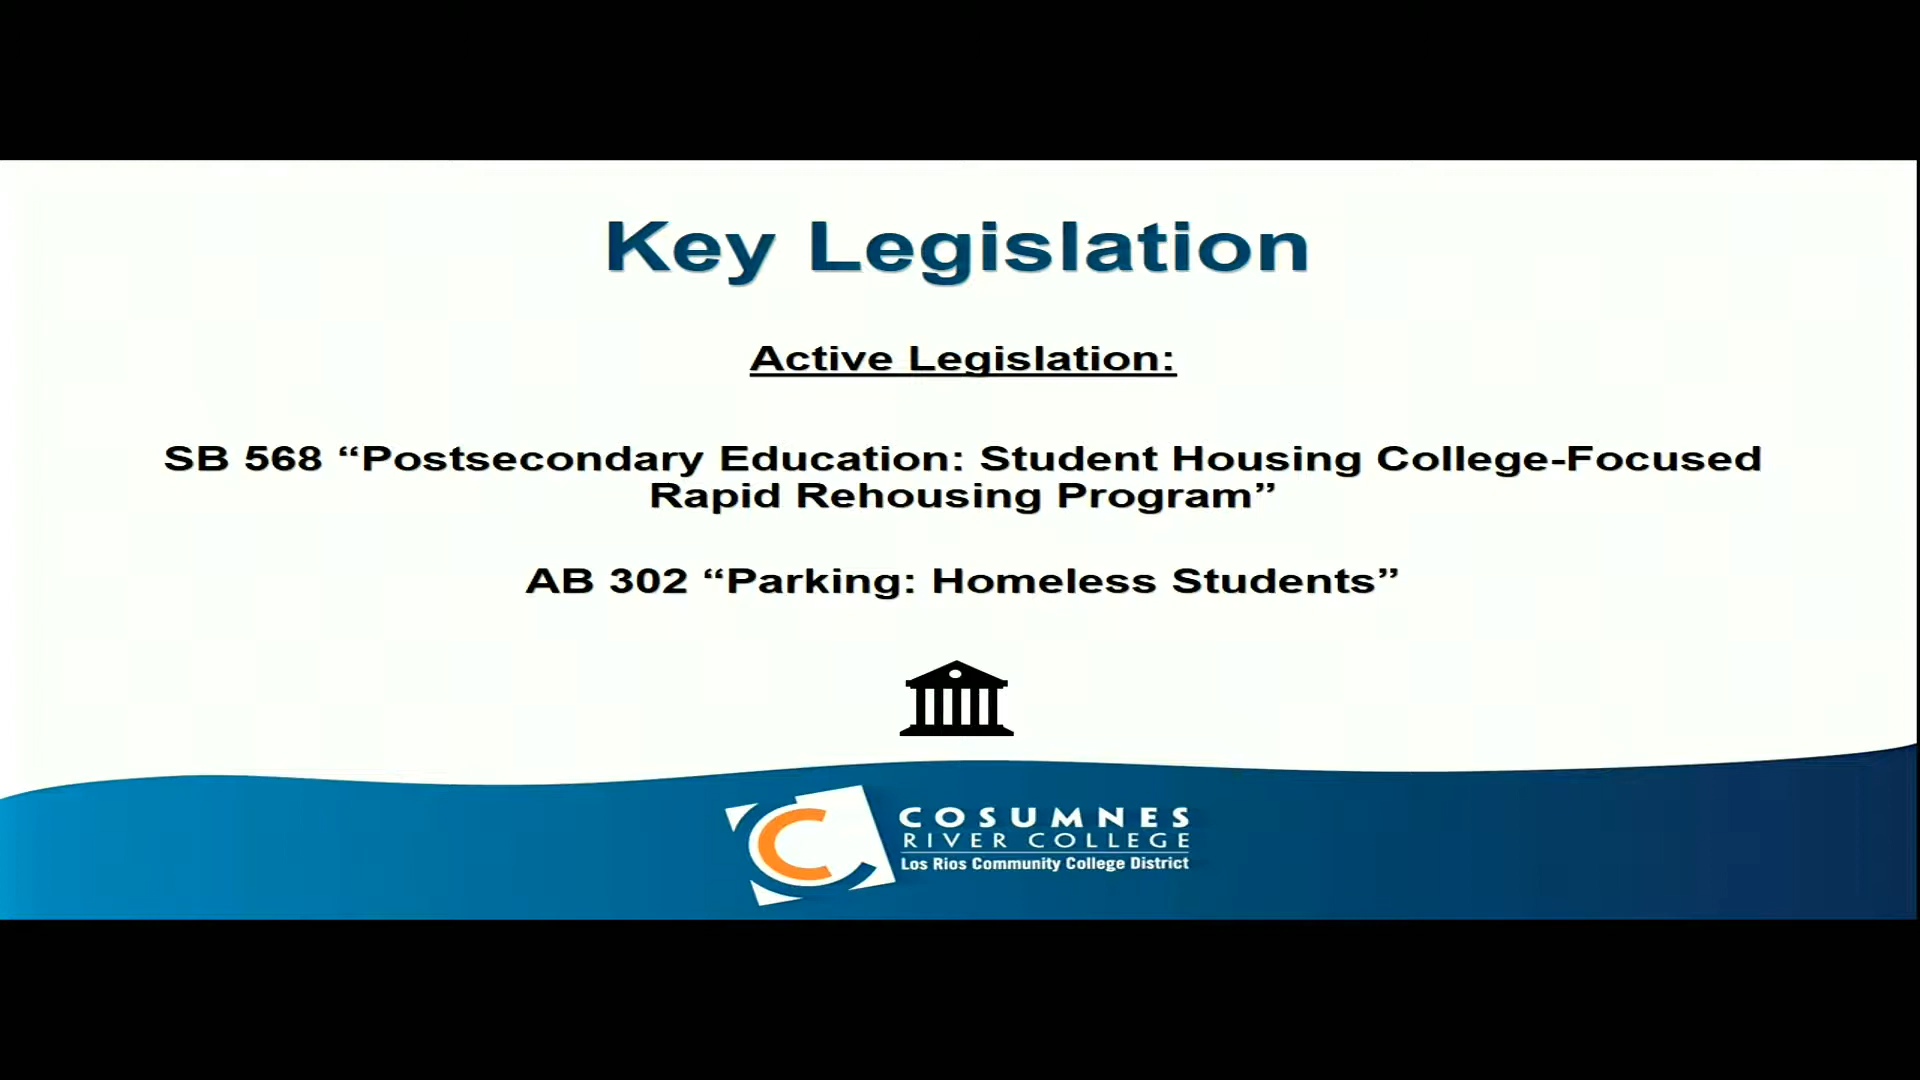 Key Legislation
Active Legislation:
SB 568 “Postsecondary Education: Student Housing College-Focused
Rapid Rehousing Program”
AB 302 “Parking: Homeless Students”
COSUMNES
RIVER COLLEGE
Los Rios Community College District